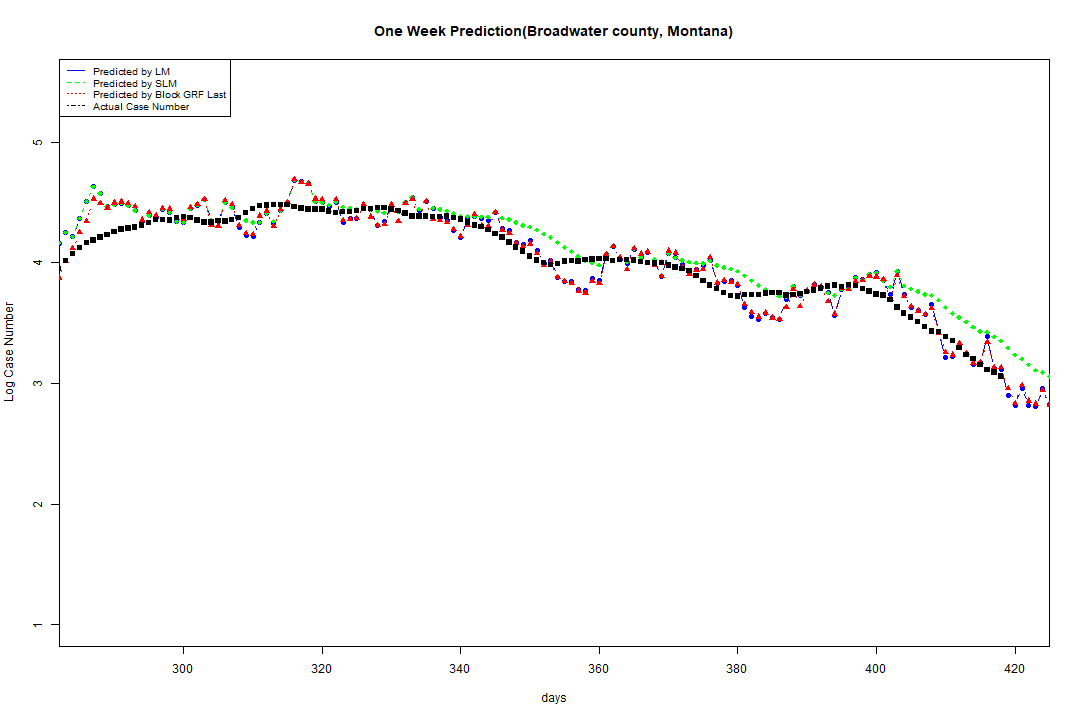 One Week Prediction(Broadwater county, Montana)
Predicted by LM
Predicted by SLM
Predicted by Block GRF Last
Actual Case Number
5
4
3
2
1
Log Case Number
300 320 340 360 380 400 420
days